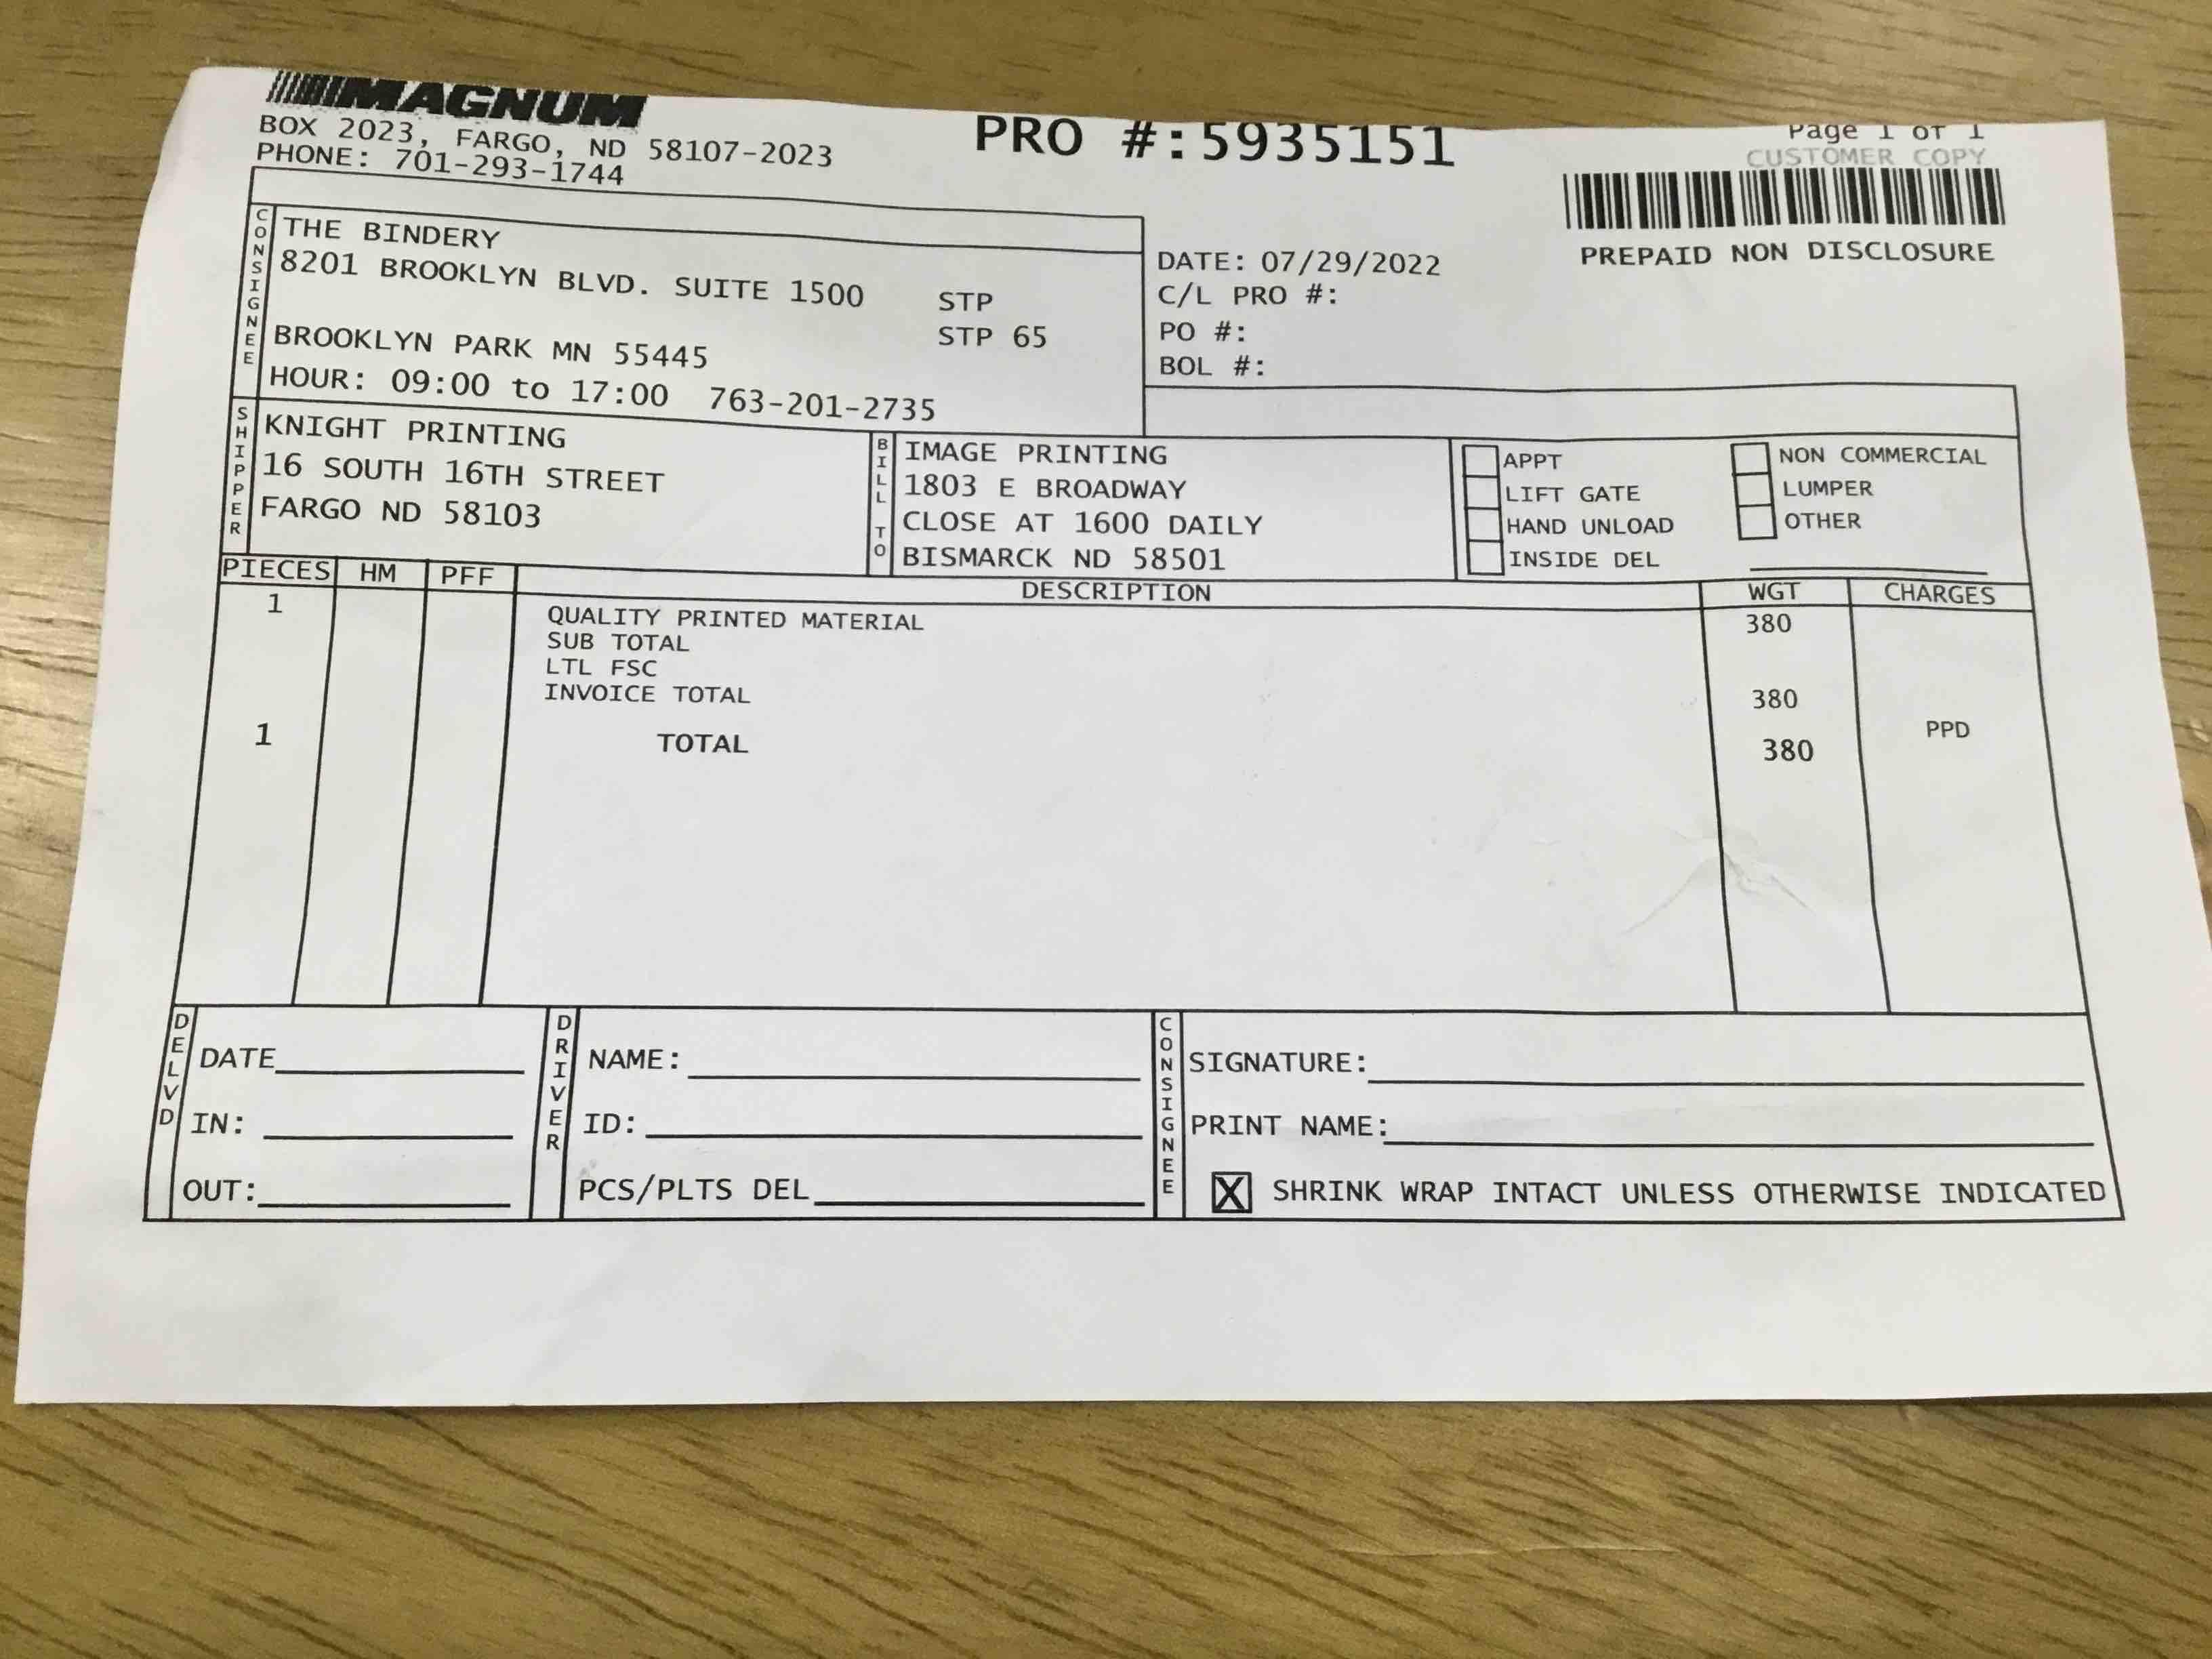 MAGNUM
BOX 2023, FARGO, ND 58107-2023
PHONE: 701-293-1744
PRO #:5935151
Page 1 of 1
CUSTOMER COPY
PREPAID NON DISCLOSURE
CONSIGNEE
THE BINDERY
8201 BROOKLYN BLVD. SUITE 1500
STP
STP 65
BROOKLYN PARK MN 55445
HOUR: 09:00 to 17:00 763-201-2735
DATE: 07/29/2022
C/L PRO #:
PO #:
BOL #:
SHIPPER
KNIGHT PRINTING
16 SOUTH 16TH STREET
FARGO ND 58103
BILL TO
IMAGE PRINTING
1803 E BROADWAY
CLOSE AT 1600 DAILY
BISMARCK ND 58501
APPT
LIFT GATE
HAND UNLOAD
INSIDE DEL
NON COMMERCIAL
LUMPER
OTHER
PIECES HM PFF DESCRIPTION WGT CHARGES
1 QUALITY PRINTED MATERIAL 380
SUB TOTAL
LTL FSC
INVOICE TOTAL 380
1 TOTAL 380 PPD
DELVD
DATE
IN:
OUT:
DRIVER
NAME:
ID:
PCS/PLTS DEL
CONSIGNEE
SIGNATURE:
PRINT NAME:
X SHRINK WRAP INTACT UNLESS OTHERWISE INDICATED